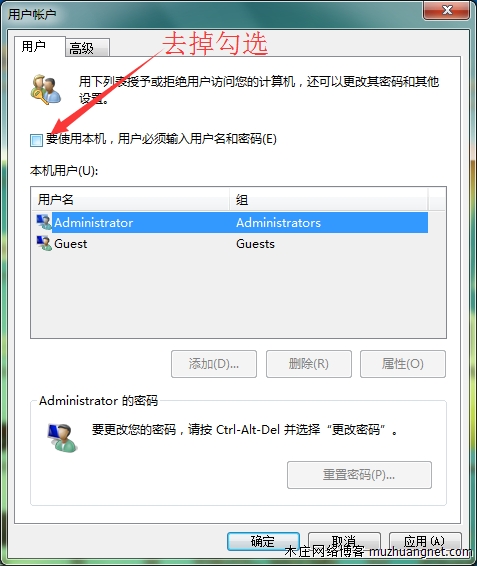 用户帐户
用户
高级
去掉勾选
用下列表授予或拒绝用户访问您的计算机，还可以更改其密码和其他
设置。
要使用本机，用户必须输入用户名和密码(E)
本机用户(U):
用户名 组
Administrator Administrators
Guest Guests
添加(D)... 删除(R) 属性(O)
Administrator 的密码
要更改您的密码，请按 Ctrl-Alt-Del 并选择“更改密码”。
重置密码(P)...
确定 取消 应用(A)
木庄网络博客 muzhuangnet.com